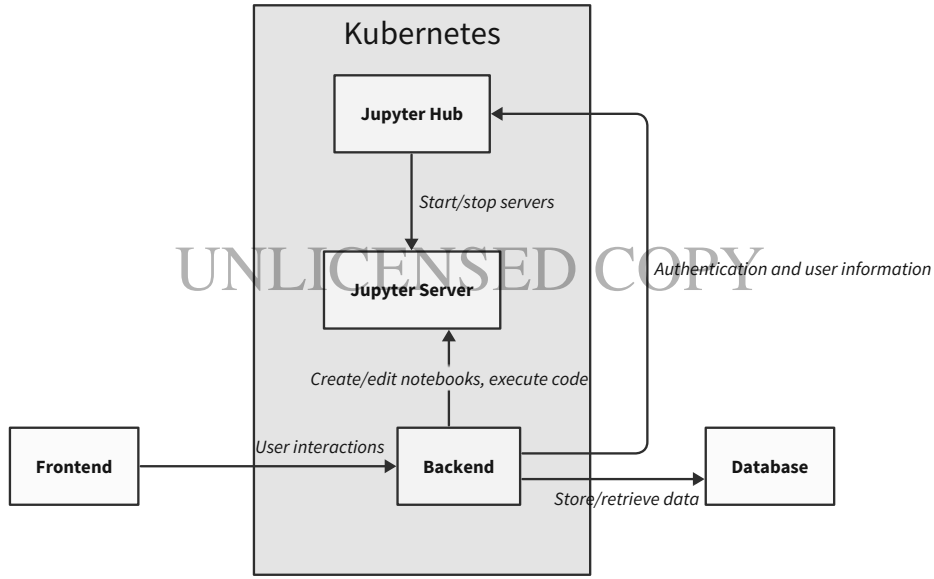 Kubernetes
Jupyter Hub
Start/stop servers
UNLICENSED COPY
Authentication and user information
Jupyter Server
Create/edit notebooks, execute code
User interactions
Frontend
Backend
Database
Store/retrieve data